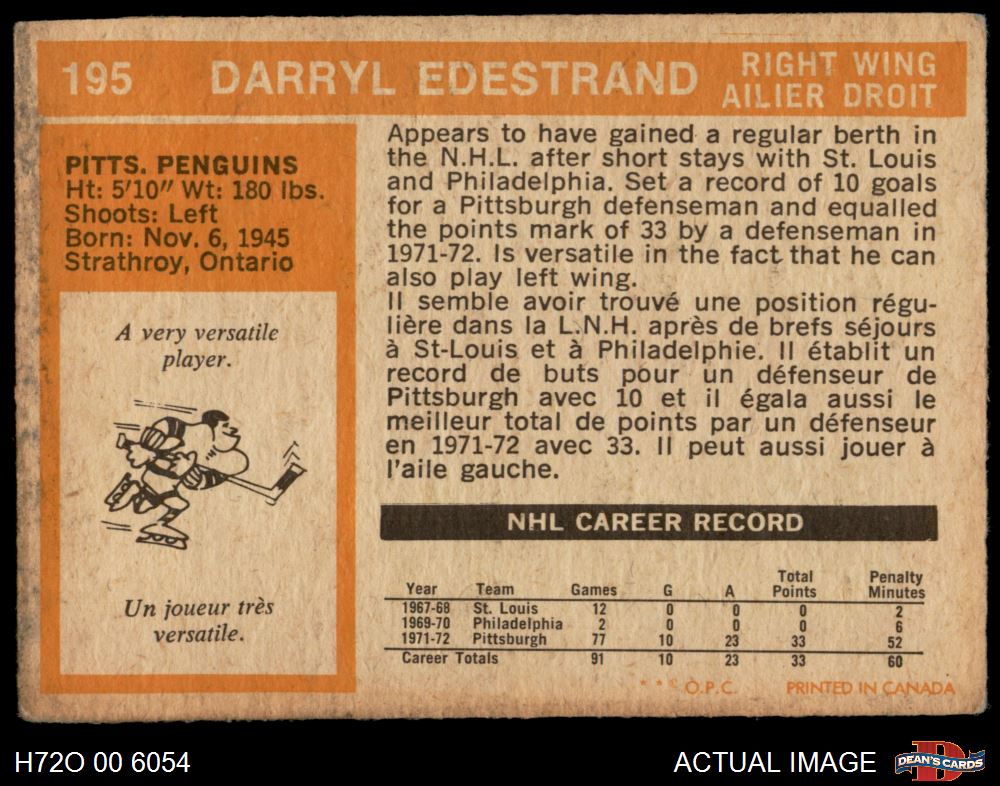 195 DARRYL EDESTRAND RIGHT WING
AILIER DROIT
PITTS. PENGUINS
Ht: 5'10" Wt: 180 lbs.
Shoots: Left
Born: Nov. 6, 1945
Strathroy, Ontario
A very versatile
player.
Un joueur très
versatile.
Appears to have gained a regular berth in
the N.H.L. after short stays with St. Louis
and Philadelphia. Set a record of 10 goals
for a Pittsburgh defenseman and equalled
the points mark of 33 by a defenseman in
1971-72. Is versatile in the fact that he can
also play left wing.
Il semble avoir trouvé une position régu-
lière dans la L.N.H. après de brefs séjours
à St-Louis et à Philadelphie. Il établit un
record de buts pour un défenseur de
Pittsburgh avec 10 et il égala aussi le
meilleur total de points par un défenseur
en 1971-72 avec 33. Il peut aussi jouer à
l'aile gauche.
NHL CAREER RECORD
Year Team Games G A Total Points Penalty Minutes
1967-68 St. Louis 12 0 0 0 2
1969-70 Philadelphia 2 0 0 0 6
1971-72 Pittsburgh 77 10 23 33 52
Career Totals 91 10 23 33 60
* * © O.P.C. PRINTED IN CANADA
H72O 00 6054 ACTUAL IMAGE DEAN'S CARDS